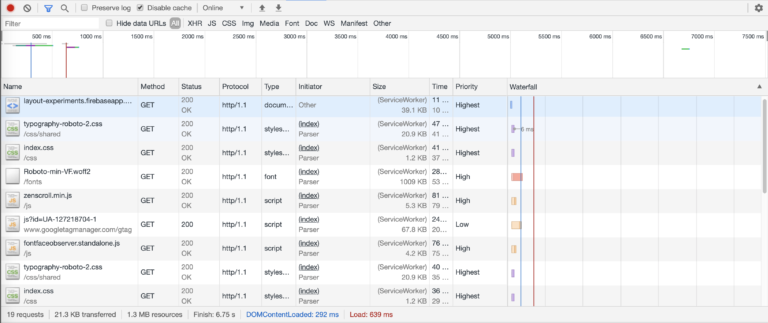 Preserve log Disable cache Online
Filter Hide data URLs All XHR JS CSS Img Media Font Doc WS Manifest Other
500 ms 1000 ms 1500 ms 2000 ms 2500 ms 3000 ms 3500 ms 4000 ms 4500 ms 5000 ms 5500 ms 6000 ms 6500 ms 7000 ms 7500 ms
Name Method Status Protocol Type Initiator Size Time Priority Waterfall
layout-experiments.firebaseapp.... GET 200 http/1.1 docum... Other (ServiceWorker) 11 ... Highest
OK 39.1 KB 10 ...
typography-roboto-2.css GET 200 http/1.1 styles... (index) (ServiceWorker) 47 ... Highest 6 ms
/css/shared OK Parser 20.9 KB 41 ...
index.css GET 200 http/1.1 styles... (index) (ServiceWorker) 41 ... Highest
/css OK Parser 1.2 KB 37 ...
Roboto-min-VF.woff2 GET 200 http/1.1 font (index) (ServiceWorker) 28... High
/fonts OK Parser 1009 KB 53 ...
zenscroll.min.js GET 200 http/1.1 script (index) (ServiceWorker) 81 ... High
/js OK Parser 5.3 KB 79 ...
js?id=UA-127218704-1 GET 200 http/1.1 script (index) (ServiceWorker) 24... Low
www.googletagmanager.com/gtag Parser 67.8 KB 20...
fontfaceobserver.standalone.js GET 200 http/1.1 script (index) (ServiceWorker) 76 ... High
/js OK Parser 4.2 KB 75 ...
typography-roboto-2.css GET 200 http/1.1 styles... (index) (ServiceWorker) 40 ... Highest
/css/shared OK Parser 20.9 KB 35 ...
index.css GET 200 http/1.1 styles... (index) (ServiceWorker) 36 ... Highest
/css OK Parser 1.2 KB 29 ...
19 requests 21.3 KB transferred 1.3 MB resources Finish: 6.75 s DOMContentLoaded: 292 ms Load: 639 ms